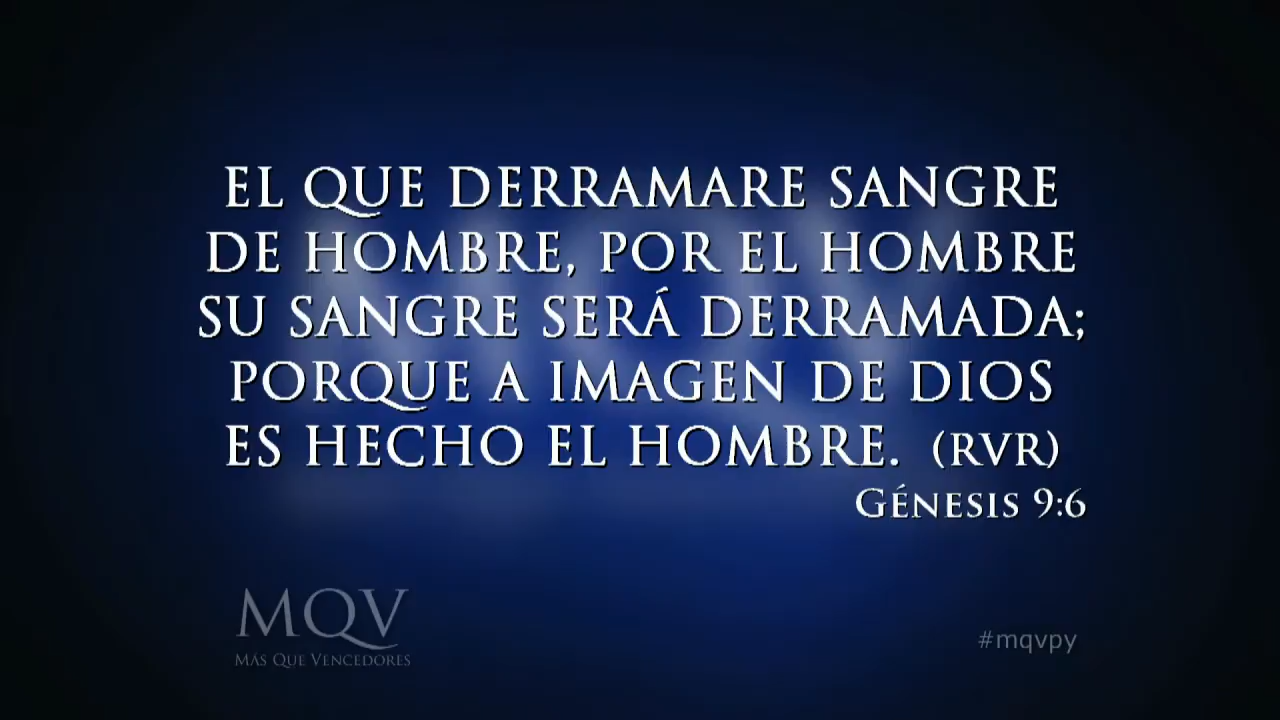 EL QUE DERRAMARE SANGRE
DE HOMBRE, POR EL HOMBRE
SU SANGRE SERÁ DERRAMADA;
PORQUE A IMAGEN DE DIOS
ES HECHO EL HOMBRE. (RVR)
GÉNESIS 9:6
MQV
MÁS QUE VENCEDORES
#mqvpy